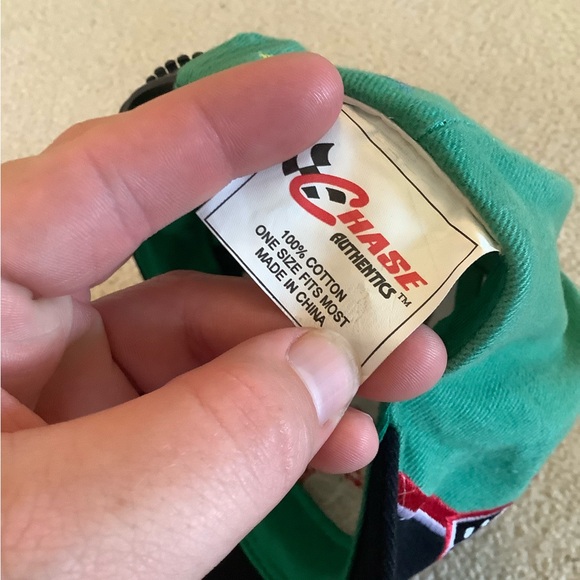 CHASE
AUTHENTICS™
100% COTTON
ONE SIZE FITS MOST
MADE IN CHINA